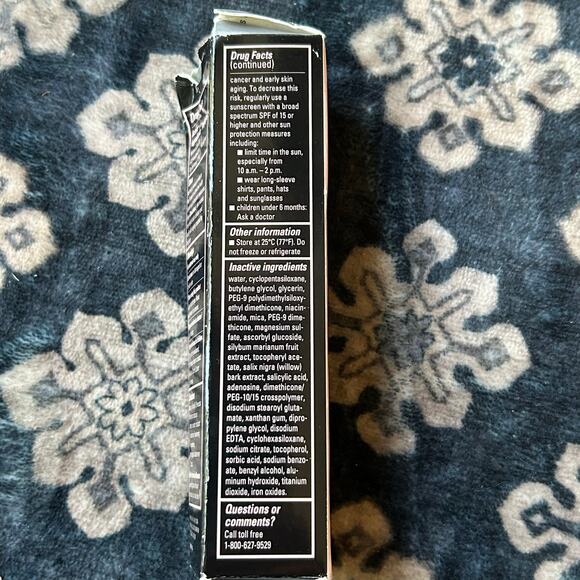 Drug Facts
(continued)
cancer and early skin
aging. To decrease this
risk, regularly use a
sunscreen with a broad
spectrum SPF of 15 or
higher and other sun
protection measures
including:
■ limit time in the sun,
especially from
10 a.m. – 2 p.m.
■ wear long-sleeve
shirts, pants, hats
and sunglasses
■ children under 6 months:
Ask a doctor
Other information
■ Store at 25°C (77°F). Do
not freeze or refrigerate
Inactive ingredients
water, cyclopentasiloxane,
butylene glycol, glycerin,
PEG-9 polydimethylsiloxy-
ethyl dimethicone, niacin-
amide, mica, PEG-9 dime-
thicone, magnesium sul-
fate, ascorbyl glucoside,
silybum marianum fruit
extract, tocopheryl ace-
tate, salix nigra (willow)
bark extract, salicylic acid,
adenosine, dimethicone/
PEG-10/15 crosspolymer,
disodium stearoyl gluta-
mate, xanthan gum, dipro-
pylene glycol, disodium
EDTA, cyclohexasiloxane,
sodium citrate, tocopherol,
sorbic acid, sodium benzo-
ate, benzyl alcohol, alu-
minum hydroxide, titanium
dioxide, iron oxides.
Questions or
comments?
Call toll free
1-800-627-9529